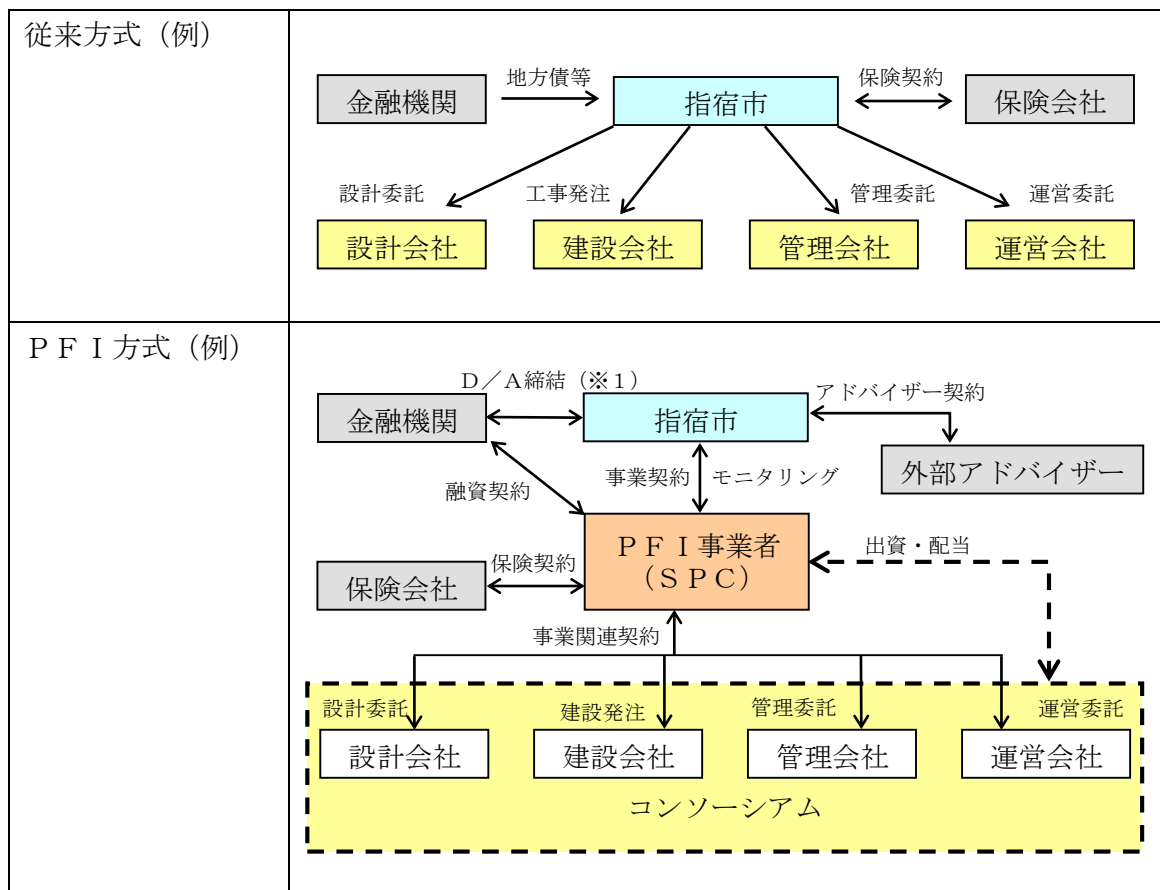 従来方式（例）
地方債等
保険契約
金融機関
指宿市
保険会社
設計委託
工事発注
管理委託
運営委託
設計会社
建設会社
管理会社
運営会社
ＰＦＩ方式（例）
Ｄ／Ａ締結（※１）
アドバイザー契約
金融機関
指宿市
外部アドバイザー
融資契約
事業契約
モニタリング
ＰＦＩ事業者
（ＳＰＣ）
出資・配当
保険契約
保険会社
事業関連契約
設計委託
建設発注
管理委託
運営委託
設計会社
建設会社
管理会社
運営会社
コンソーシアム